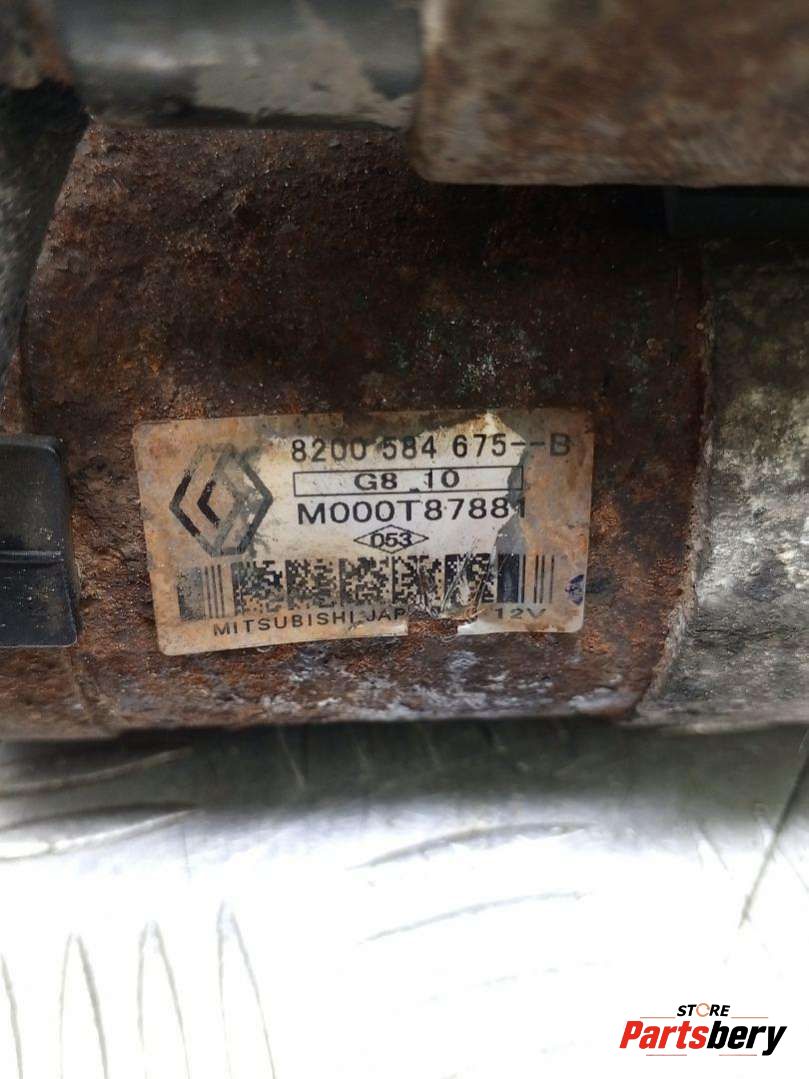 8200 584 675--B
G8 10
M000T87881
D53
MITSUBISHI JAP
12V
STORE
Partsbery